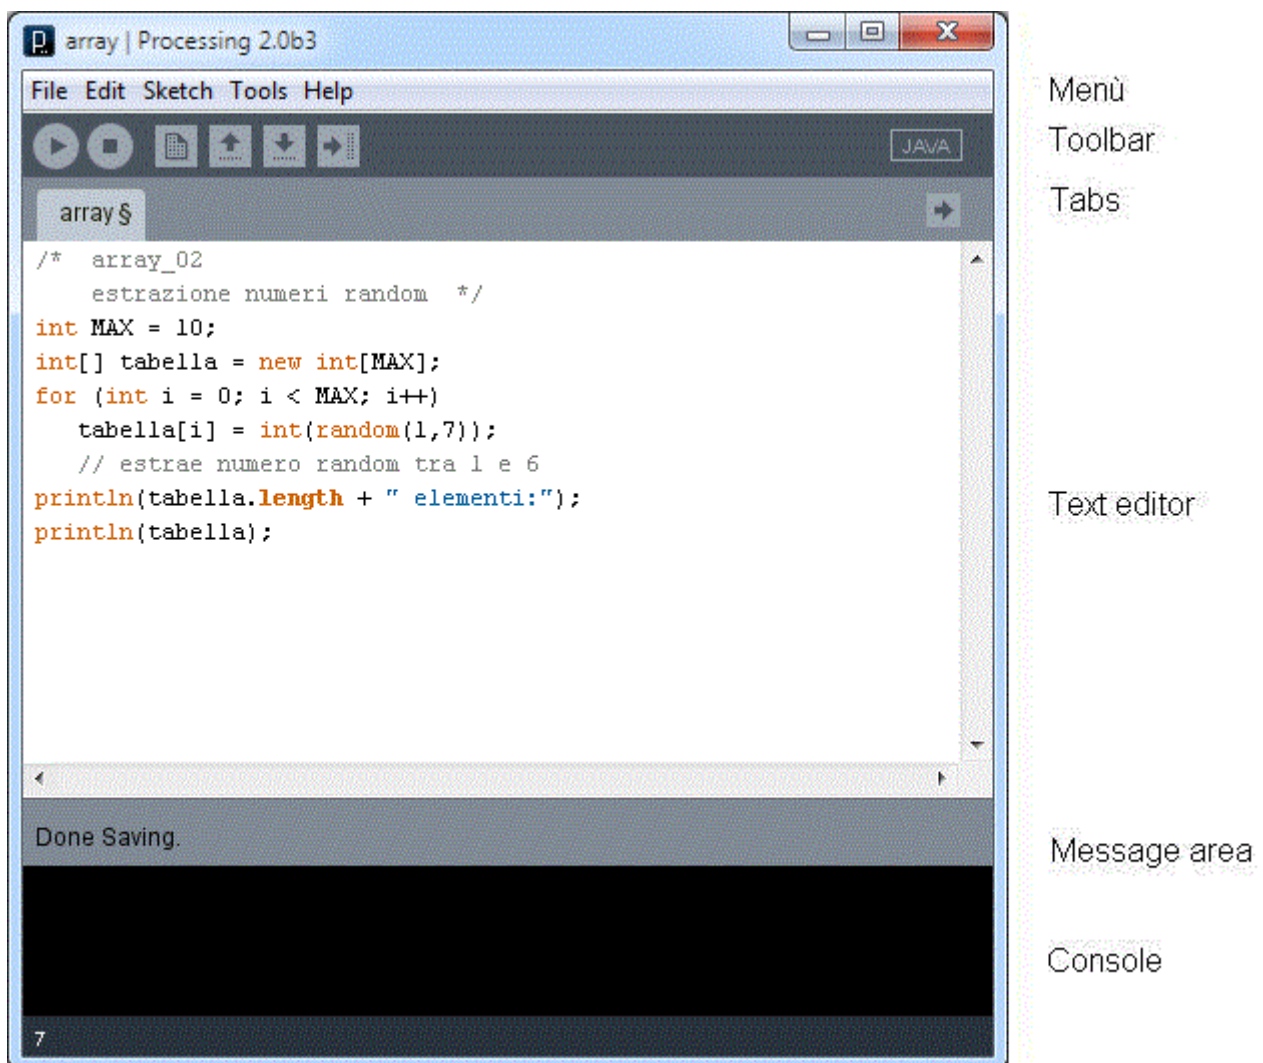 array | Processing 2.0b3
File Edit Sketch Tools Help
Menù
JAVA
Toolbar
array §
Tabs
/* array_02
estrazione numeri random */
int MAX = 10;
int[] tabella = new int[MAX];
for (int i = 0; i < MAX; i++)
tabella[i] = int(random(1,7));
// estrae numero random tra 1 e 6
println(tabella.length + " elementi:");
println(tabella);
Text editor
Done Saving.
Message area
Console
7